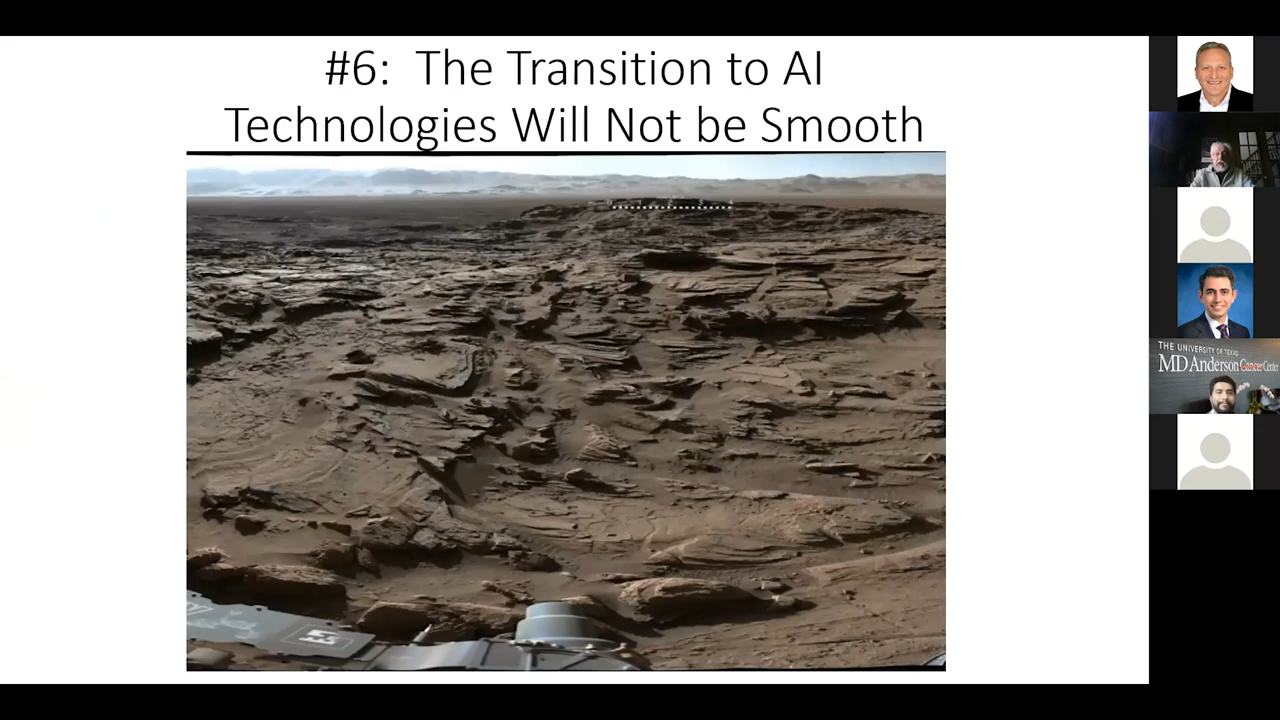 #6: The Transition to AI
Technologies Will Not be Smooth
THE UNIVERSITY OF TEXAS
MD Anderson Cancer Center